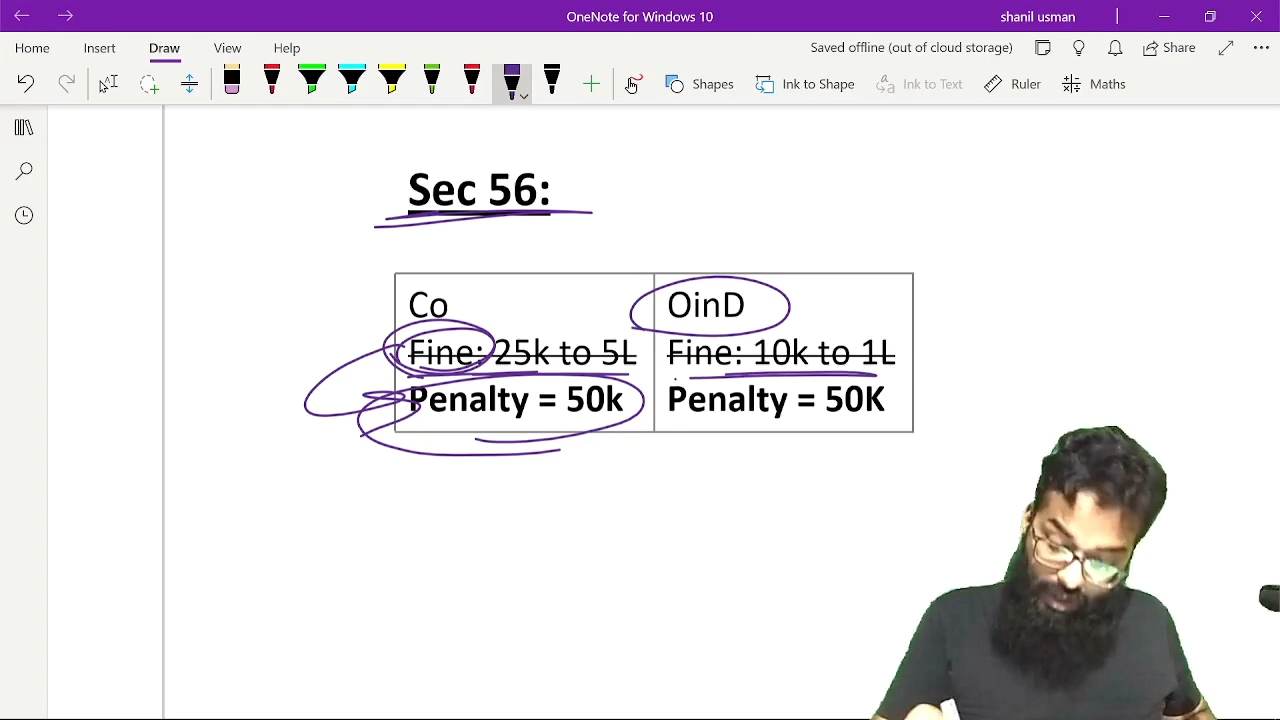 OneNote for Windows 10
shanil usman
Home
Insert
Draw
View
Help
Saved offline (out of cloud storage)
Share
Shapes
Ink to Shape
Ink to Text
Ruler
Maths
Sec 56:
Co
Fine: 25k to 5L
Penalty = 50k
OinD
Fine: 10k to 1L
Penalty = 50K